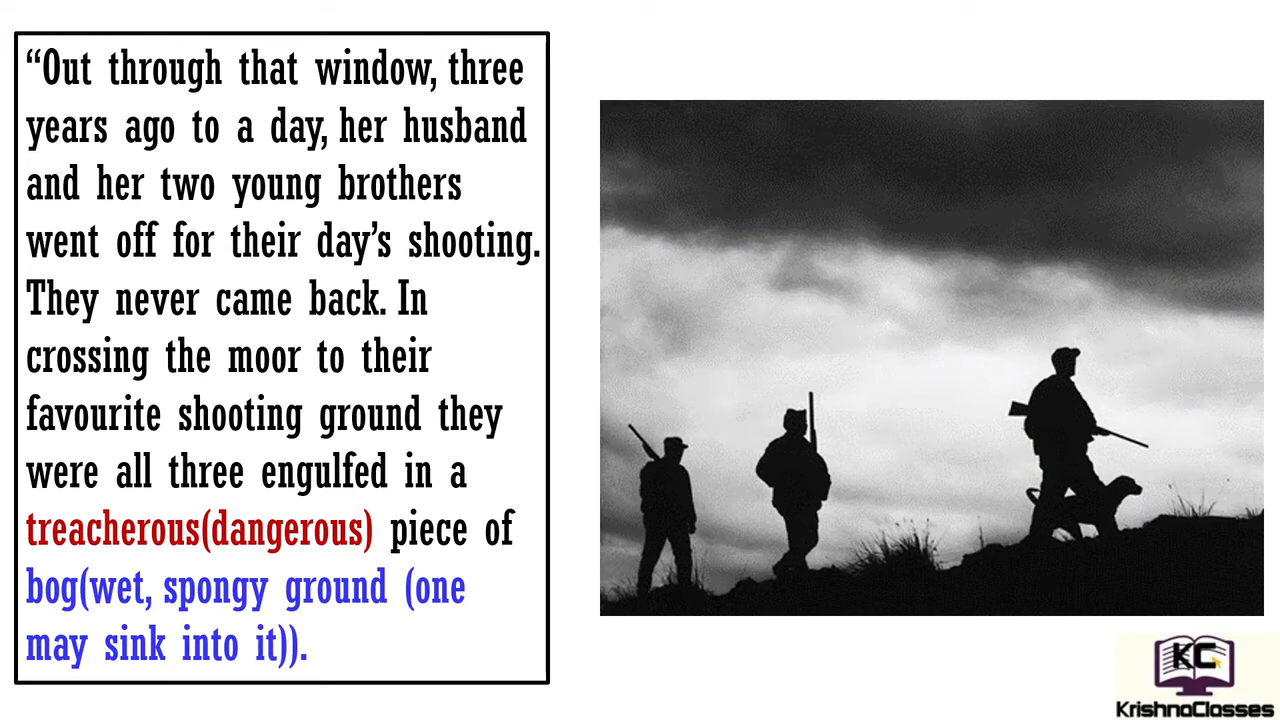 “Out through that window, three
years ago to a day, her husband
and her two young brothers
went off for their day’s shooting.
They never came back. In
crossing the moor to their
favourite shooting ground they
were all three engulfed in a
treacherous(dangerous) piece of
bog(wet, spongy ground (one
may sink into it)).
KC
KrishnaClasses